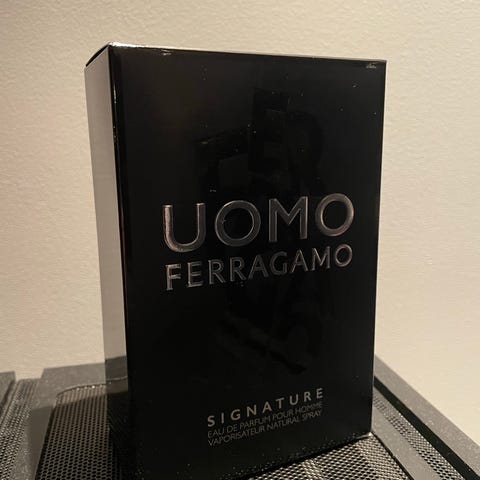 UOMO
FERRAGAMO
SIGNATURE
EAU DE PARFUM POUR HOMME
VAPORISATEUR NATURAL SPRAY